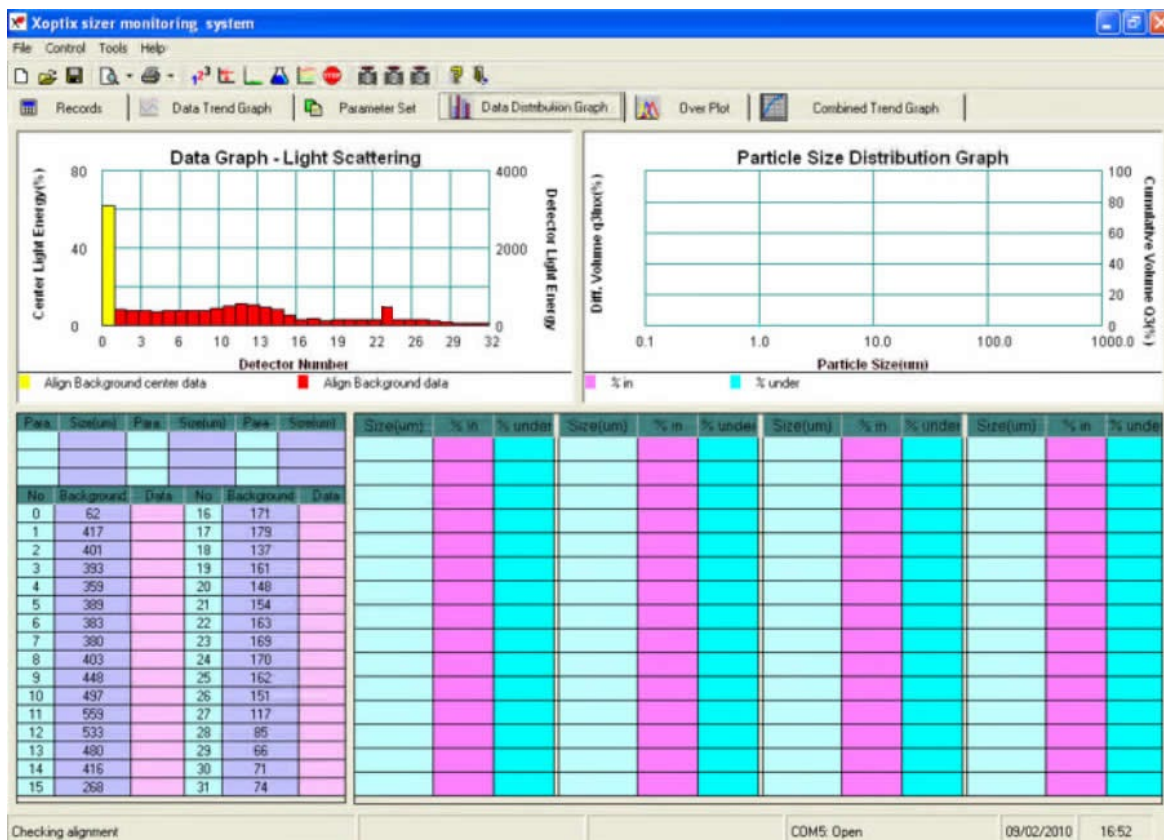 Xoptix sizer monitoring system
File Control Tools Help
Records Data Trend Graph Parameter Set Data Distribution Graph Over Plot Combined Trend Graph
Data Graph - Light Scattering
Center Light Energy(%)
80
40
0
4000
2000
0
Detector Light Energy
0 3 6 10 13 16 19 22 26 29 32
Detector Number
Align Background center data Align Background data
Particle Size Distribution Graph
Diff. Volume q3lnx(%)
100
80
60
40
20
0
Cumulative Volume Q3(%)
0.1 1.0 10.0 100.0 1000.0
Particle Size(um)
% in % under
Para. Size(um) Para. Size(um) Para Size(um)
No Background Data No Background Data
0 62 16 171
1 417 17 179
2 401 18 137
3 393 19 161
4 359 20 148
5 389 21 154
6 383 22 163
7 380 23 169
8 403 24 170
9 448 25 162
10 497 26 151
11 559 27 117
12 533 28 85
13 480 29 66
14 416 30 71
15 268 31 74
Size(um) % in % under Size(um) % in % under Size(um) % in % under Size(um) % in % under
Checking alignment COM5: Open 09/02/2010 16:52